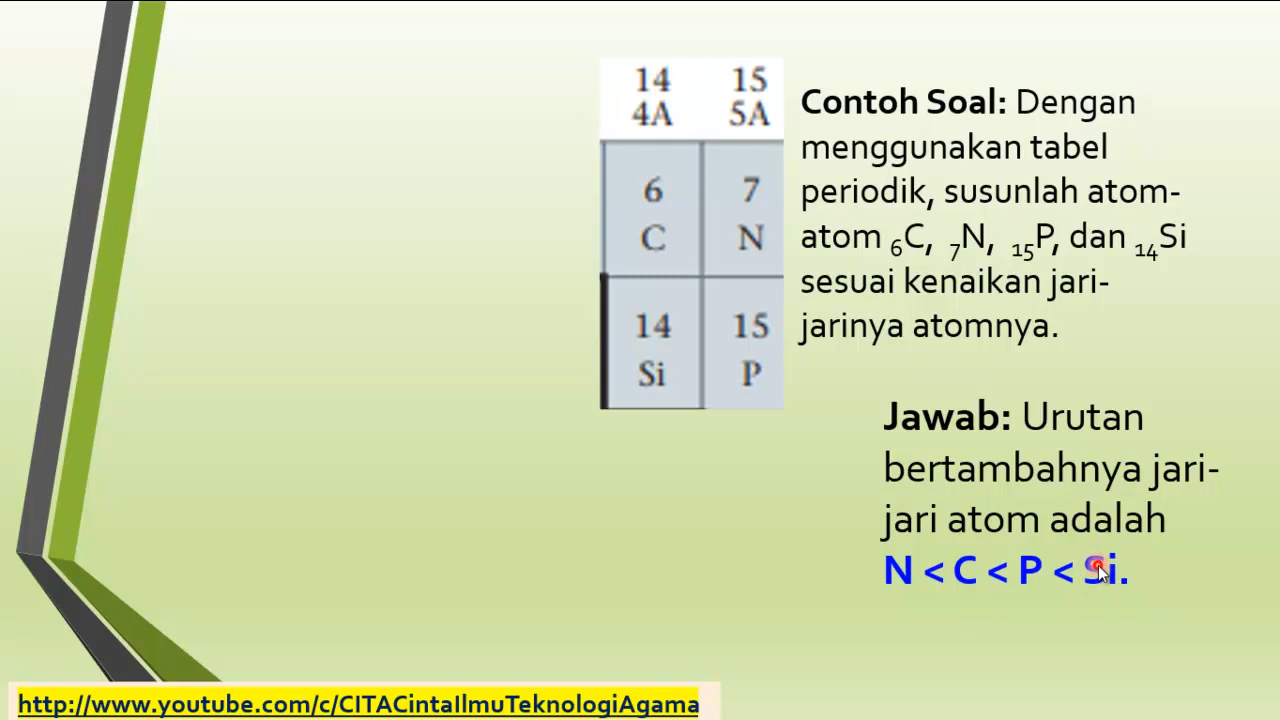 14 15
4A 5A
6 7
C N
14 15
Si P
Contoh Soal: Dengan
menggunakan tabel
periodik, susunlah atom-
atom ₆C, ₇N, ₁₅P, dan ₁₄Si
sesuai kenaikan jari-
jarinya atomnya.
Jawab: Urutan
bertambahnya jari-
jari atom adalah
N < C < P < Si.
http://www.youtube.com/c/CITACintaIlmuTeknologiAgama